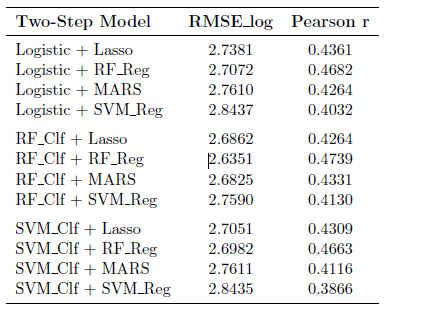 Two-Step Model RMSE_log Pearson r
Logistic + Lasso 2.7381 0.4361
Logistic + RF_Reg 2.7072 0.4682
Logistic + MARS 2.7610 0.4264
Logistic + SVM_Reg 2.8437 0.4032
RF_Clf + Lasso 2.6862 0.4264
RF_Clf + RF_Reg 2.6351 0.4739
RF_Clf + MARS 2.6825 0.4331
RF_Clf + SVM_Reg 2.7590 0.4130
SVM_Clf + Lasso 2.7051 0.4309
SVM_Clf + RF_Reg 2.6982 0.4663
SVM_Clf + MARS 2.7611 0.4116
SVM_Clf + SVM_Reg 2.8435 0.3866